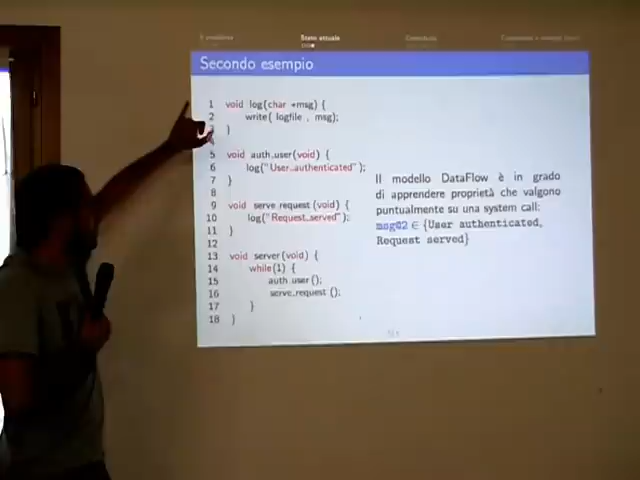 Stato attuale
Secondo esempio
1 void log(char *msg) {
2 write( logfile , msg);
3 }
4
5 void auth_user(void) {
6 log("User_authenticated");
7 }
8
9 void serve_request(void) {
10 log("Request_served");
11 }
12
13 void server(void) {
14 while(1) {
15 auth_user();
16 serve_request();
17 }
18 }
Il modello DataFlow è in grado
di apprendere proprietà che valgono
puntualmente su una system call:
msg@2 ∈ {User authenticated,
Request served}